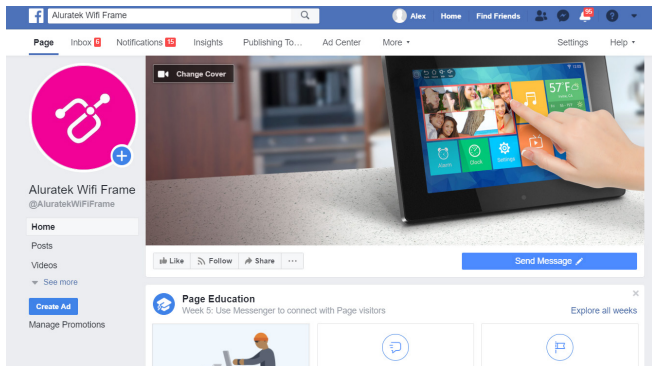 Aluratek Wifi Frame
Alex
Home
Find Friends
95
Page
Inbox 6
Notifications 15
Insights
Publishing To...
Ad Center
More
Settings
Help
Change Cover
57°F
Alarm
Clock
Settings
Aluratek Wifi Frame
@AluratekWiFiFrame
Home
Posts
Videos
See more
Create Ad
Manage Promotions
Like
Follow
Share
Send Message
Page Education
Week 5: Use Messenger to connect with Page visitors
Explore all weeks